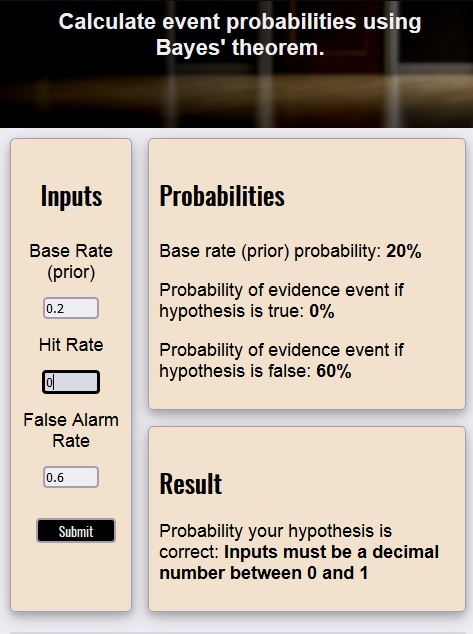 Calculate event probabilities using
Bayes' theorem.
Inputs
Base Rate
(prior)
0.2
Hit Rate
0
False Alarm
Rate
0.6
Submit
Probabilities
Base rate (prior) probability: 20%
Probability of evidence event if
hypothesis is true: 0%
Probability of evidence event if
hypothesis is false: 60%
Result
Probability your hypothesis is
correct: Inputs must be a decimal
number between 0 and 1